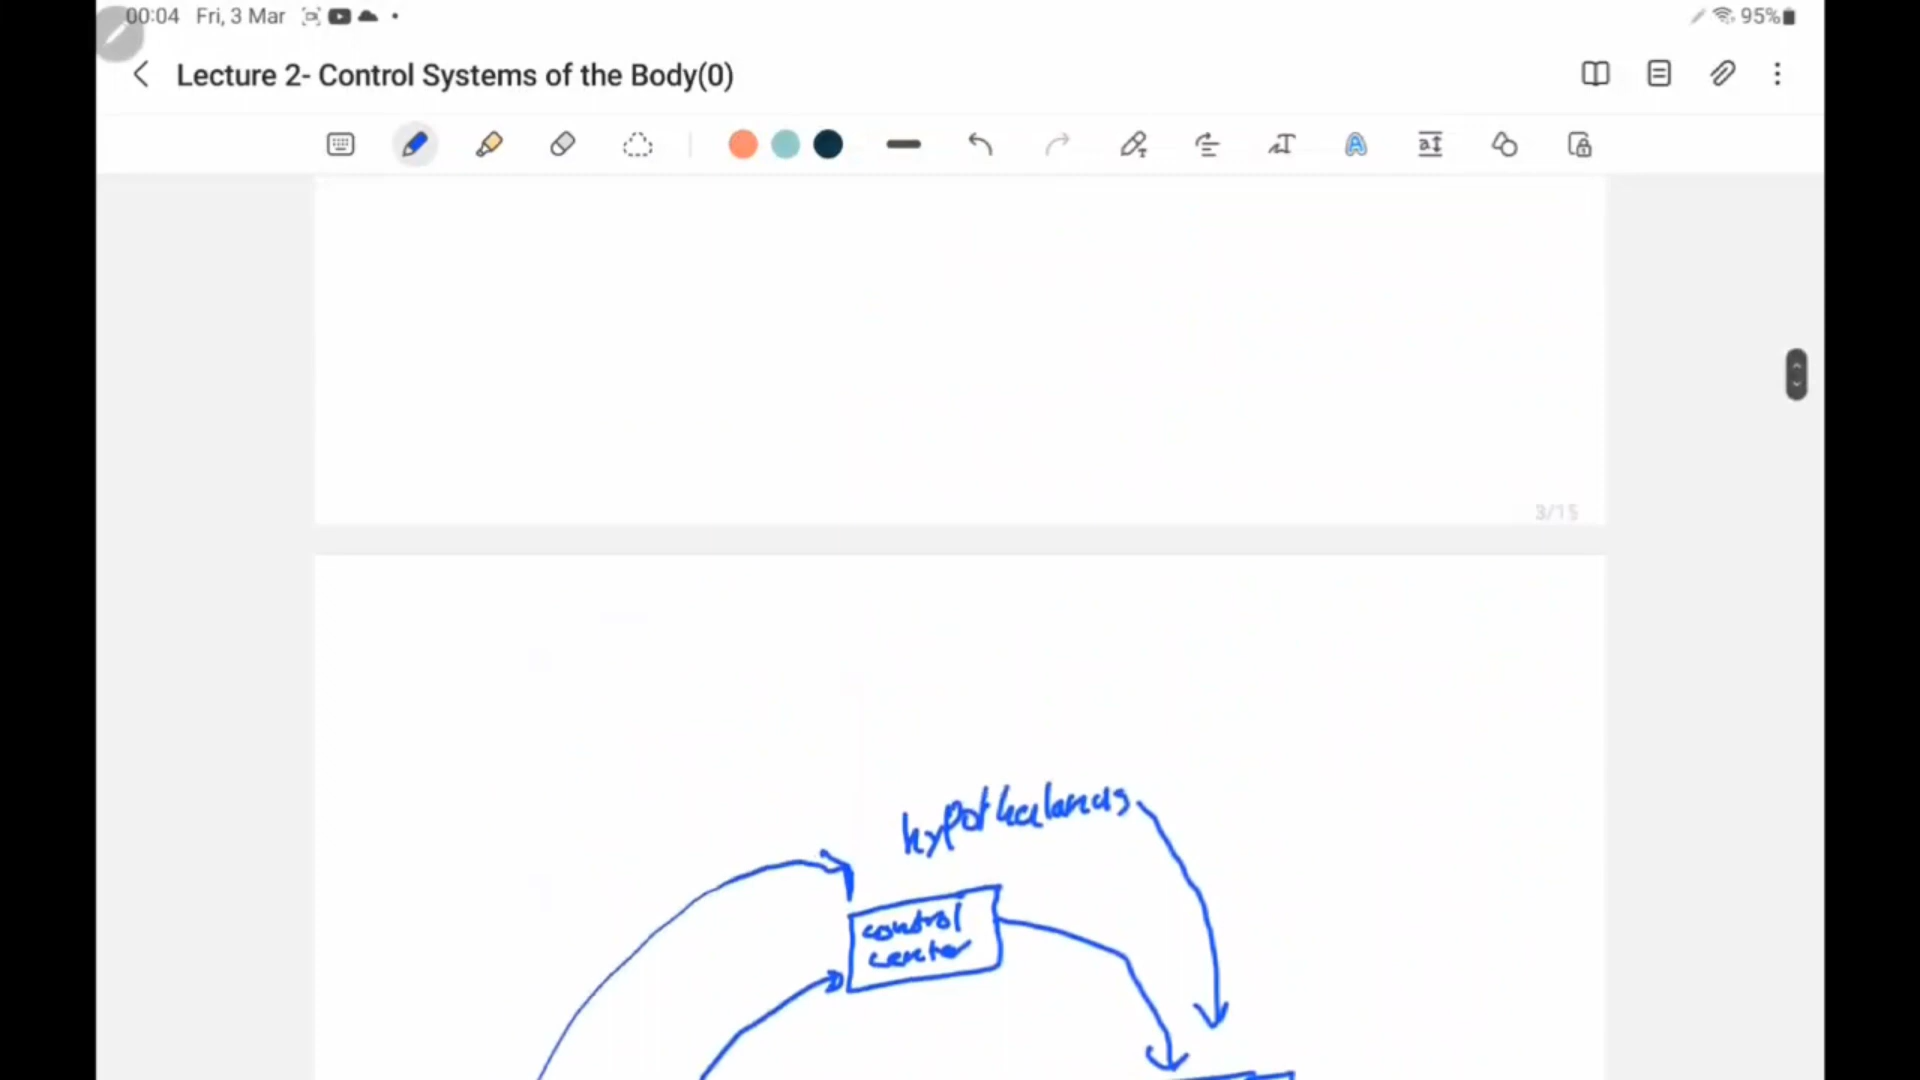 00:04 Fri, 3 Mar
95%
Lecture 2- Control Systems of the Body(0)
3/15
hypothalamus
control
center